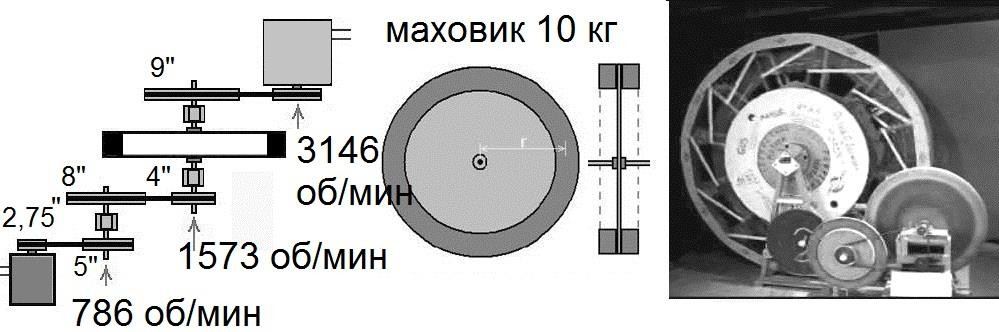 маховик 10 кг
9"
3146
об/мин
8"
4"
r
2,75"
1573 об/мин
5"
786 об/мин